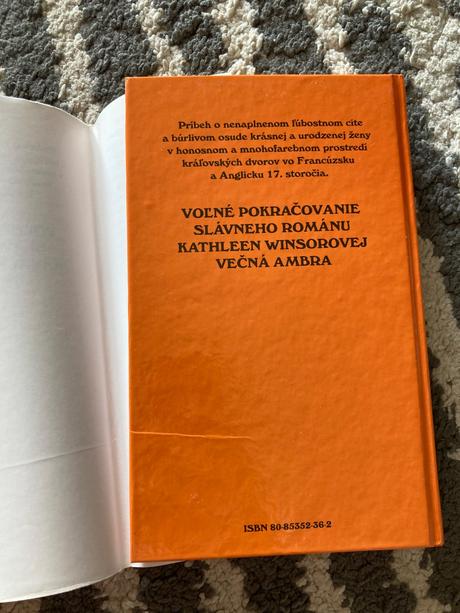 Príbeh o nenaplnenom ľúbostnom cite
a búrlivom osude krásnej a urodzenej ženy
v honosnom a mnohofarebnom prostredí
kráľovských dvorov vo Francúzsku
a Anglicku 17. storočia.
VOĽNÉ POKRAČOVANIE
SLÁVNEHO ROMÁNU
KATHLEEN WINSOROVEJ
VEČNÁ AMBRA
ISBN 80-85352-36-2